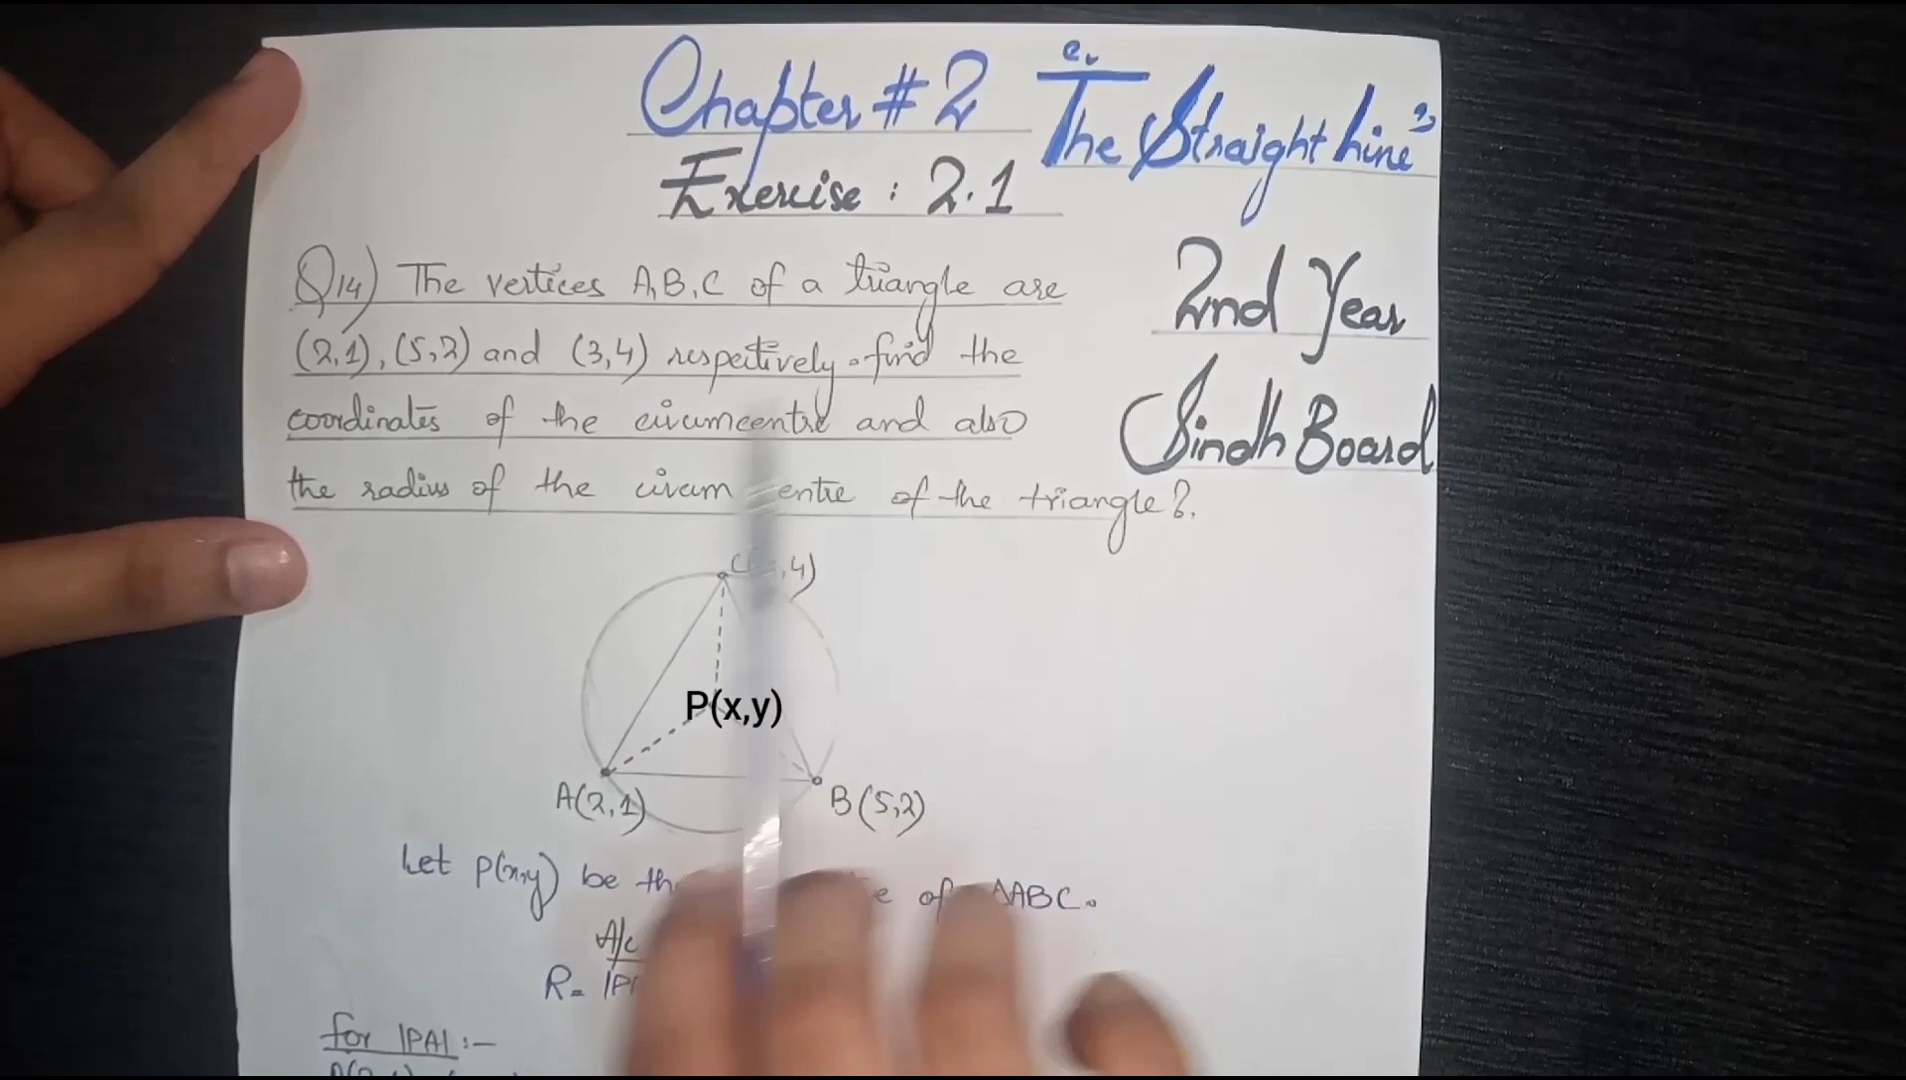 Chapter # 2 "The Straight Line"
Exercise : 2.1
2nd Year
Sindh Board
Q14) The vertices A,B,C of a triangle are
(2,1), (5,2) and (3,4) respectively. find the
coordinates of the circumcentre and also
the radius of the circum entre of the triangle?.
C( ,4)
P(x,y)
A(2,1)
B(5,2)
Let P(x,y) be of ΔABC.
A/c
R=
for |PA| :-